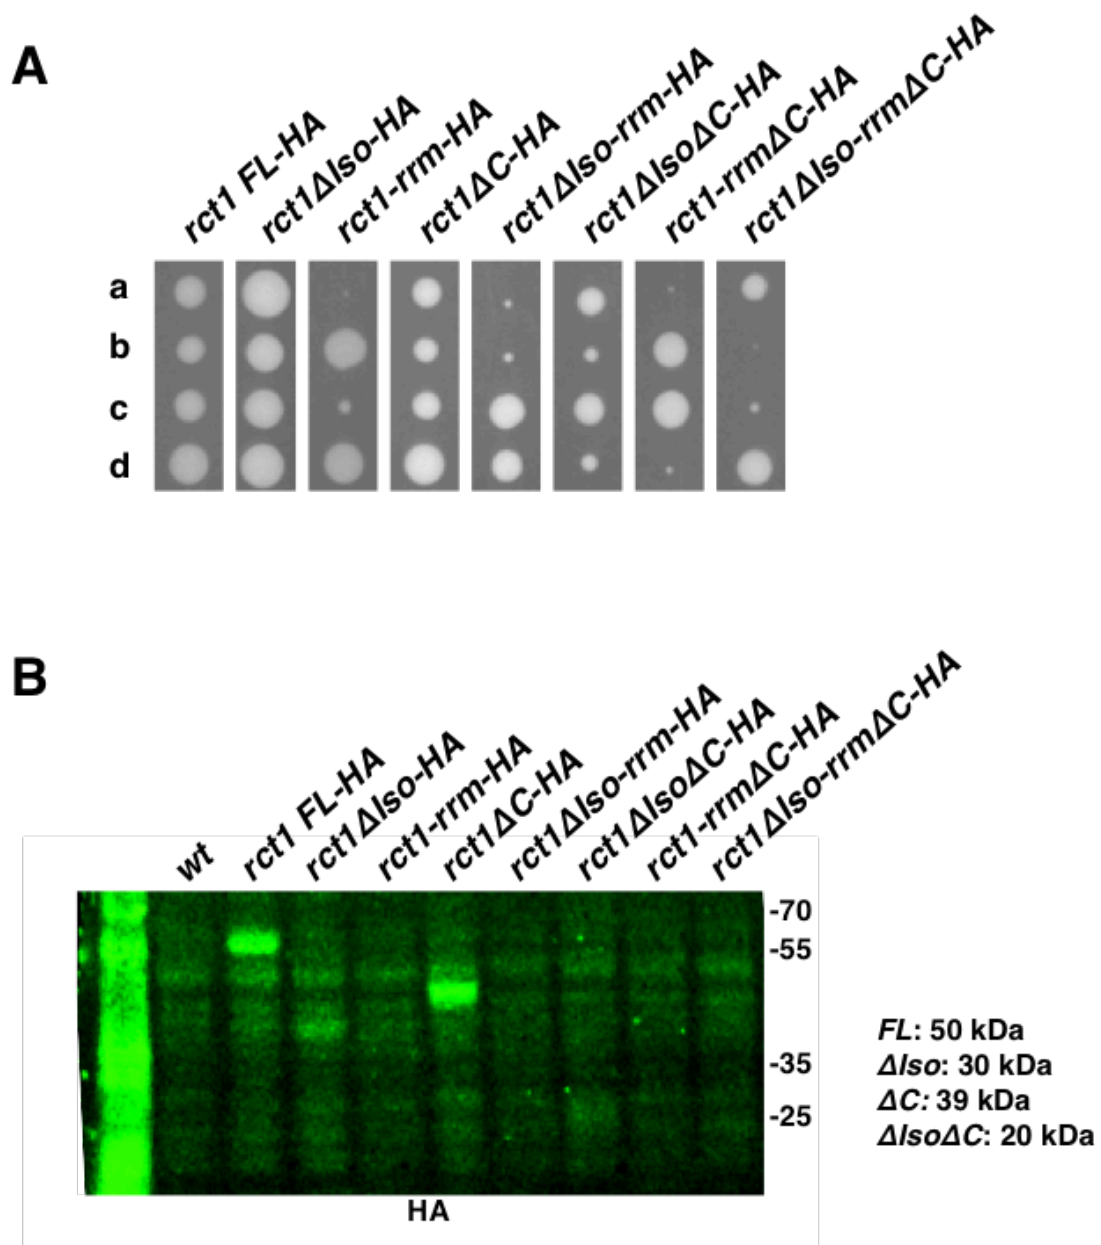 A
rct1 FL-HA
rct1ΔIso-HA
rct1-rrm-HA
rct1ΔC-HA
rct1ΔIso-rrm-HA
rct1ΔIsoΔC-HA
rct1-rrmΔC-HA
rct1ΔIso-rrmΔC-HA
a
b
c
d
B
wt
rct1 FL-HA
rct1ΔIso-HA
rct1-rrm-HA
rct1ΔC-HA
rct1ΔIso-rrm-HA
rct1ΔIsoΔC-HA
rct1-rrmΔC-HA
rct1ΔIso-rrmΔC-HA
-70
-55
-35
-25
FL: 50 kDa
ΔIso: 30 kDa
ΔC: 39 kDa
ΔIsoΔC: 20 kDa
HA